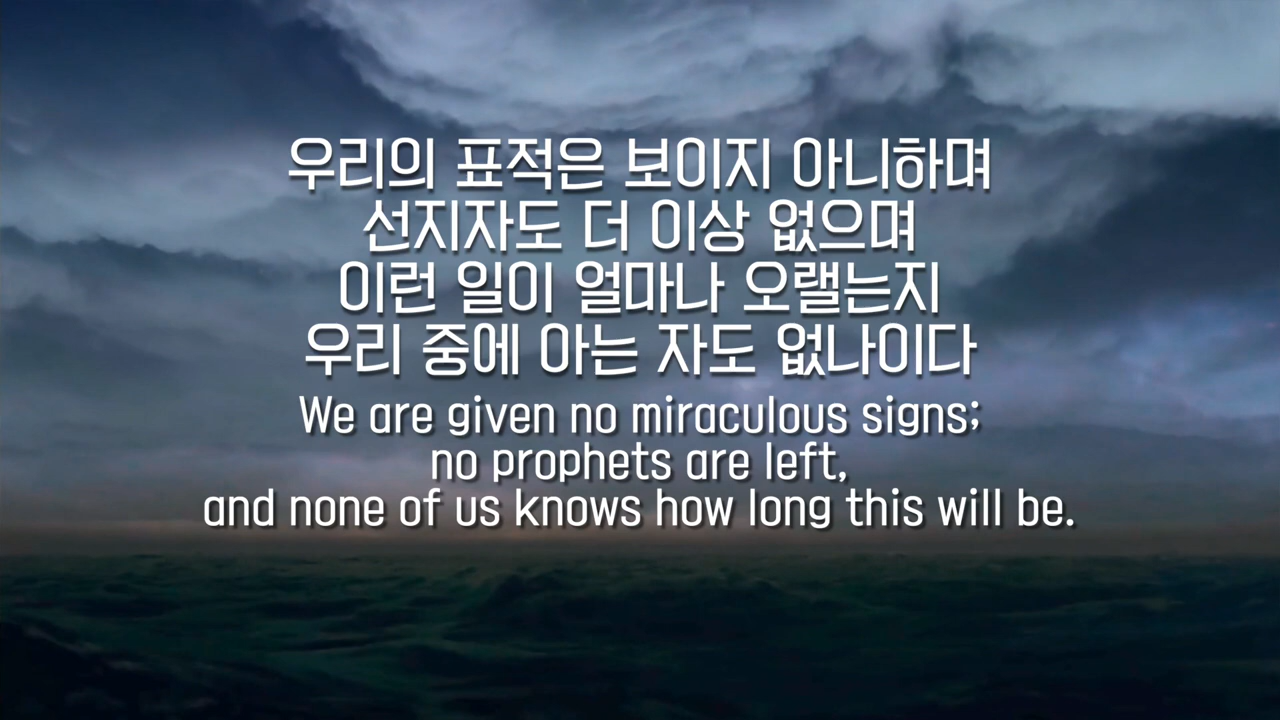 우리의 표적은 보이지 아니하며
선지자도 더 이상 없으며
이런 일이 얼마나 오랠는지
우리 중에 아는 자도 없나이다
We are given no miraculous signs;
no prophets are left,
and none of us knows how long this will be.